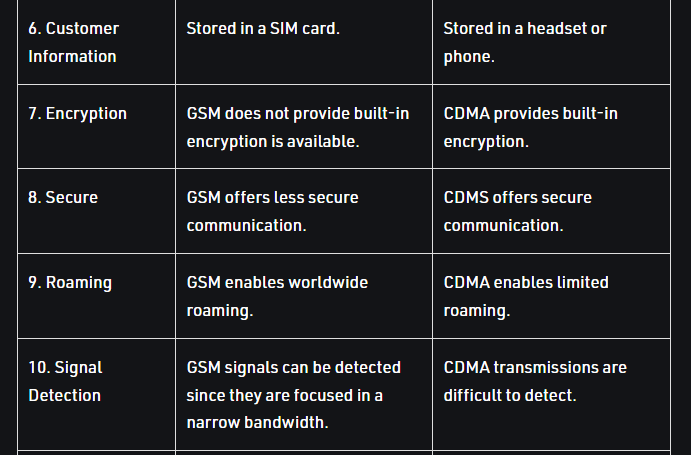 6. Customer Information
Stored in a SIM card.
Stored in a headset or phone.
7. Encryption
GSM does not provide built-in encryption is available.
CDMA provides built-in encryption.
8. Secure
GSM offers less secure communication.
CDMS offers secure communication.
9. Roaming
GSM enables worldwide roaming.
CDMA enables limited roaming.
10. Signal Detection
GSM signals can be detected since they are focused in a narrow bandwidth.
CDMA transmissions are difficult to detect.